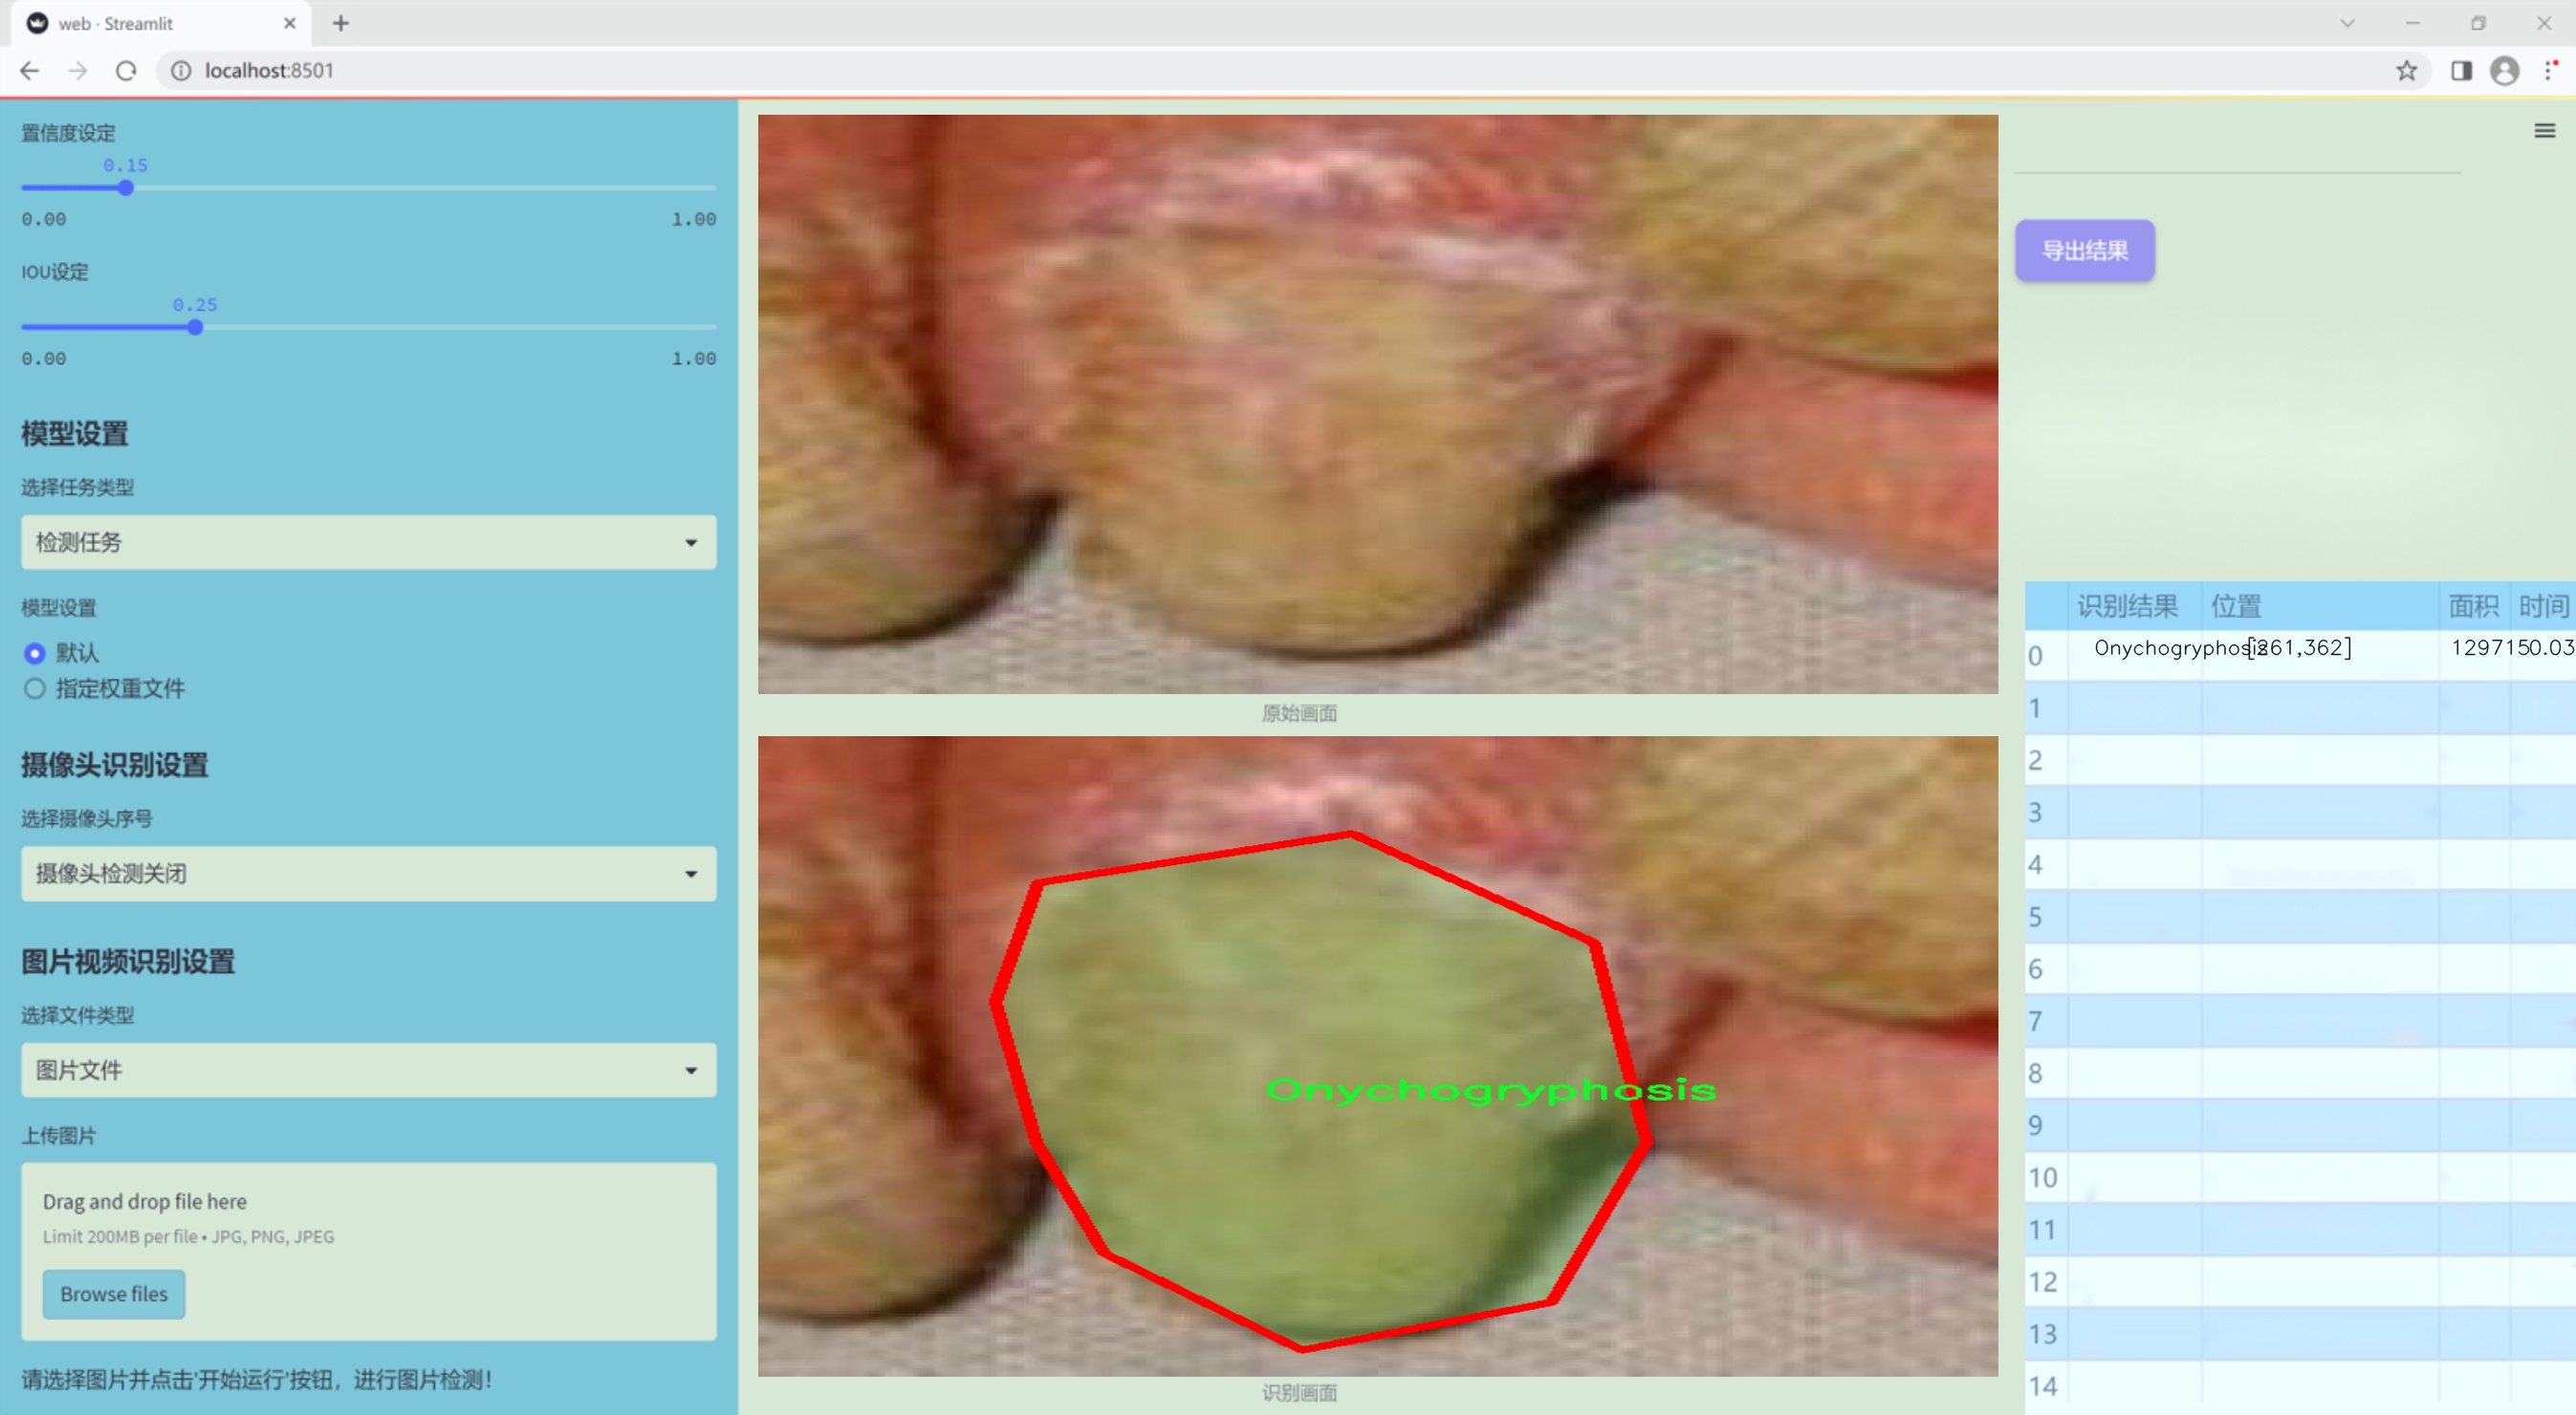 web · Streamlit
localhost:8501
置信度设定
0.15
0.00 1.00
IOU设定
0.25
0.00 1.00
模型设置
选择任务类型
检测任务
模型设置
默认
指定权重文件
摄像头识别设置
选择摄像头序号
摄像头检测关闭
图片视频识别设置
选择文件类型
图片文件
上传图片
Drag and drop file here
Limit 200MB per file • JPG, PNG, JPEG
Browse files
请选择图片并点击'开始运行'按钮，进行图片检测！
原始画面
Onychogryphosis
识别画面
导出结果
识别结果 位置 面积 时间
0 Onychogryphosis [261,362] 1297150.03
1
2
3
4
5
6
7
8
9
10
11
12
13
14